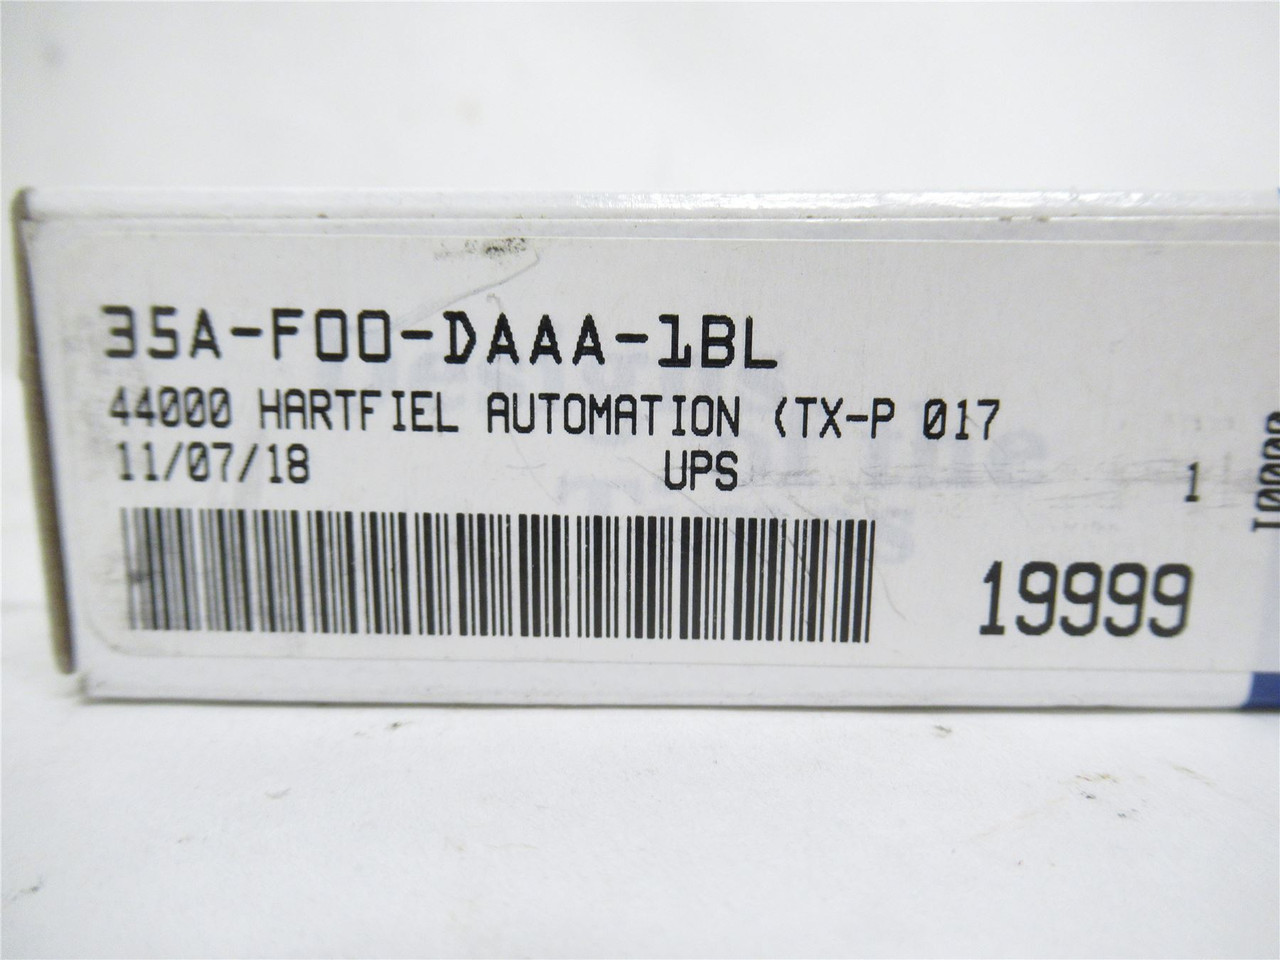 35A-F00-DAAA-1BL
44000 HARTFIEL AUTOMATION (TX-P 017
11/07/18 UPS 1
19999